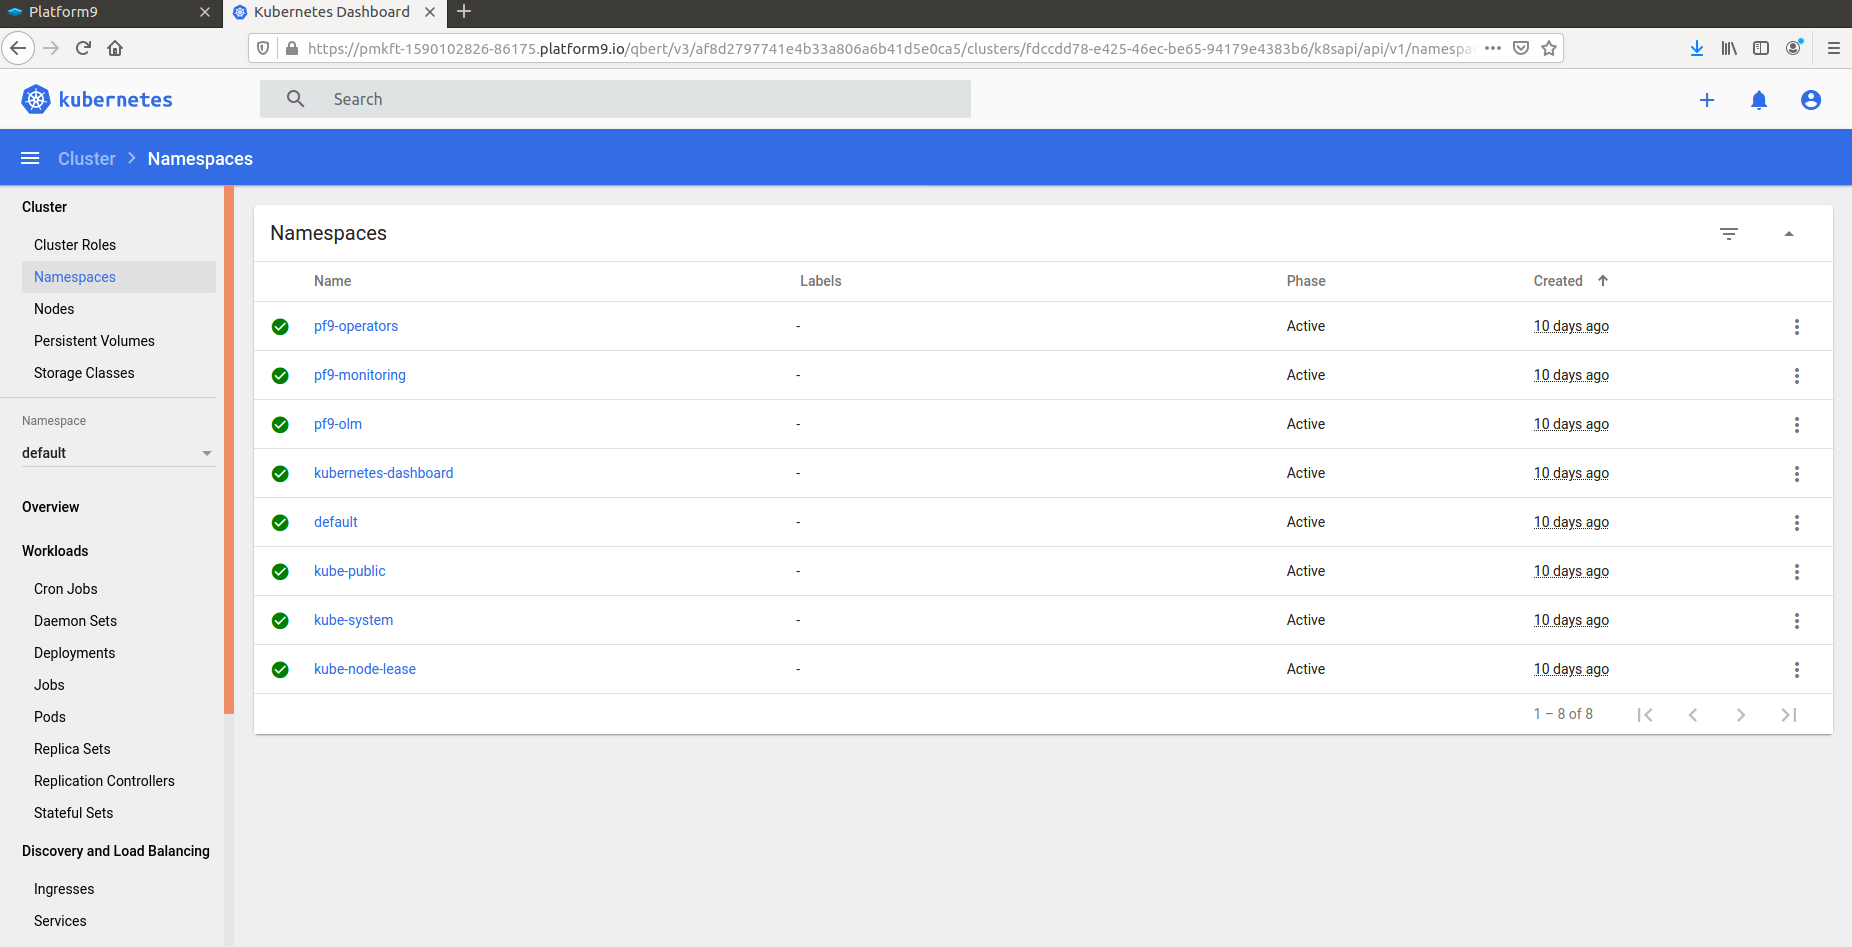 Platform9
Kubernetes Dashboard
https://pmkft-1590102826-86175.platform9.io/qbert/v3/af8d2797741e4b33a806a6b41d5e0ca5/clusters/fdccdd78-e425-46ec-be65-94179e4383b6/k8sapi/api/v1/namespac
kubernetes
Search
Cluster > Namespaces
Cluster
Cluster Roles
Namespaces
Nodes
Persistent Volumes
Storage Classes
Namespace
default
Overview
Workloads
Cron Jobs
Daemon Sets
Deployments
Jobs
Pods
Replica Sets
Replication Controllers
Stateful Sets
Discovery and Load Balancing
Ingresses
Services
Namespaces
Name Labels Phase Created
pf9-operators - Active 10 days ago
pf9-monitoring - Active 10 days ago
pf9-olm - Active 10 days ago
kubernetes-dashboard - Active 10 days ago
default - Active 10 days ago
kube-public - Active 10 days ago
kube-system - Active 10 days ago
kube-node-lease - Active 10 days ago
1 – 8 of 8